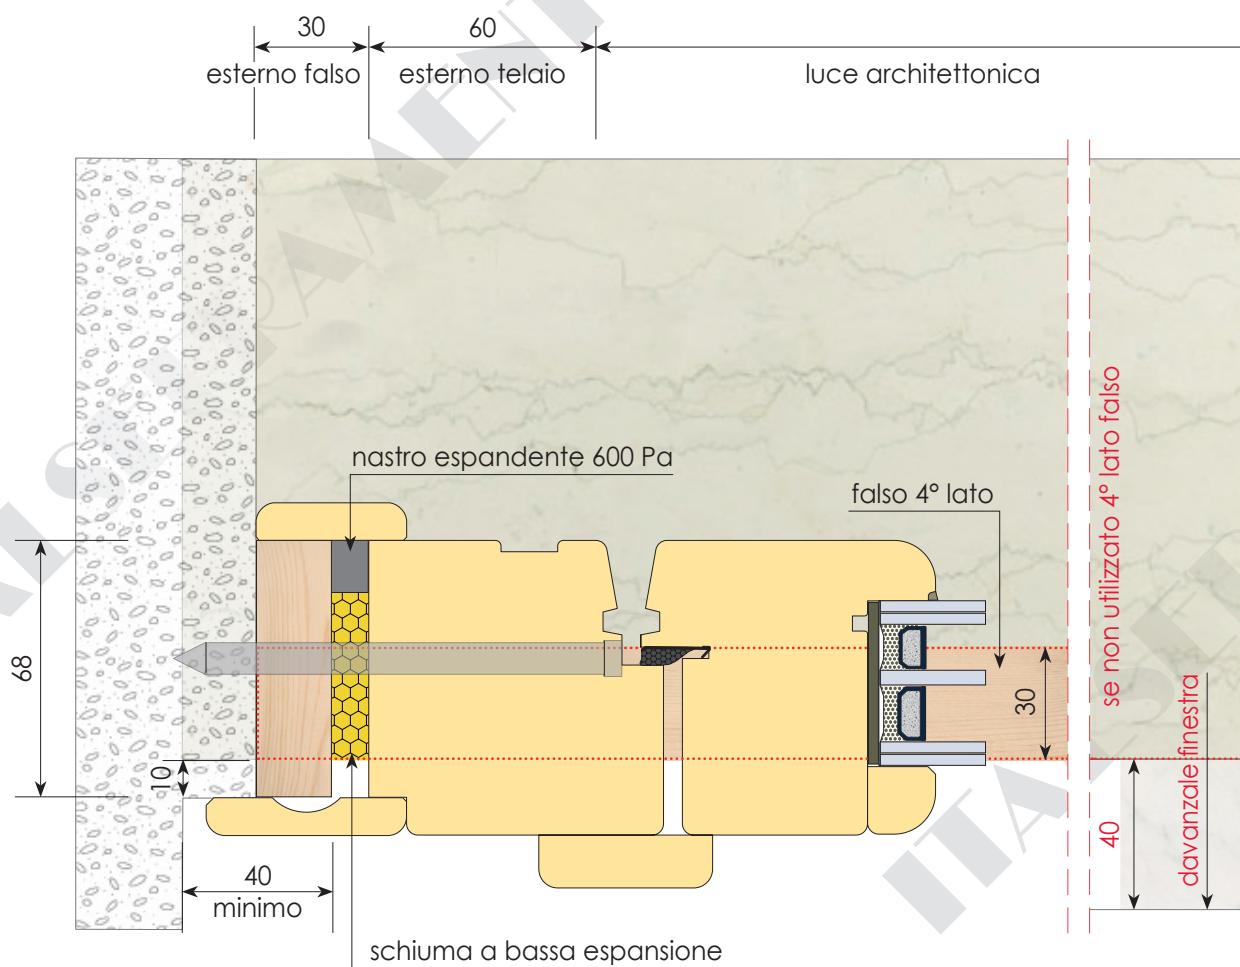 30
60
esterno falso
esterno telaio
luce architettonica
nastro espandente 600 Pa
falso 4° lato
se non utilizzato 4° lato falso
68
30
10
40
minimo
40
davanzale finestra
schiuma a bassa espansione